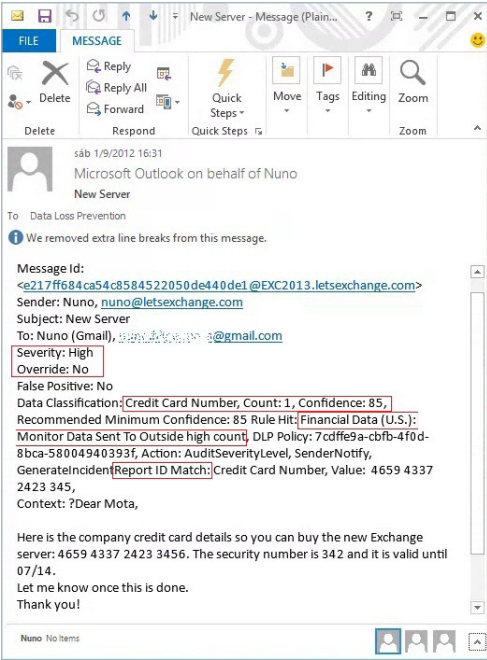 New Server - Message (Plain...
FILE
MESSAGE
Delete
Reply
Reply All
Forward
Quick
Steps
Move
Tags
Editing
Zoom
Delete
Respond
Quick Steps
Zoom
sáb 1/9/2012 16:31
Microsoft Outlook on behalf of Nuno
New Server
To Data Loss Prevention
We removed extra line breaks from this message.
Message Id:
<e217ff684ca54c8584522050de440de1@EXC2013.letsexchange.com>
Sender: Nuno, nuno@letsexchange.com
Subject: New Server
To: Nuno (Gmail), @gmail.com
Severity: High
Override: No
False Positive: No
Data Classification: Credit Card Number, Count: 1, Confidence: 85,
Recommended Minimum Confidence: 85 Rule Hit: Financial Data (U.S.):
Monitor Data Sent To Outside high count, DLP Policy: 7cdffe9a-cbfb-4f0d-
8bca-58004940393f, Action: AuditSeverityLevel, SenderNotify,
GenerateIncidentReport ID Match: Credit Card Number, Value: 4659 4337
2423 345,
Context: ?Dear Mota,
Here is the company credit card details so you can buy the new Exchange
server: 4659 4337 2423 3456. The security number is 342 and it is valid until
07/14.
Let me know once this is done.
Thank you!
Nuno No Items